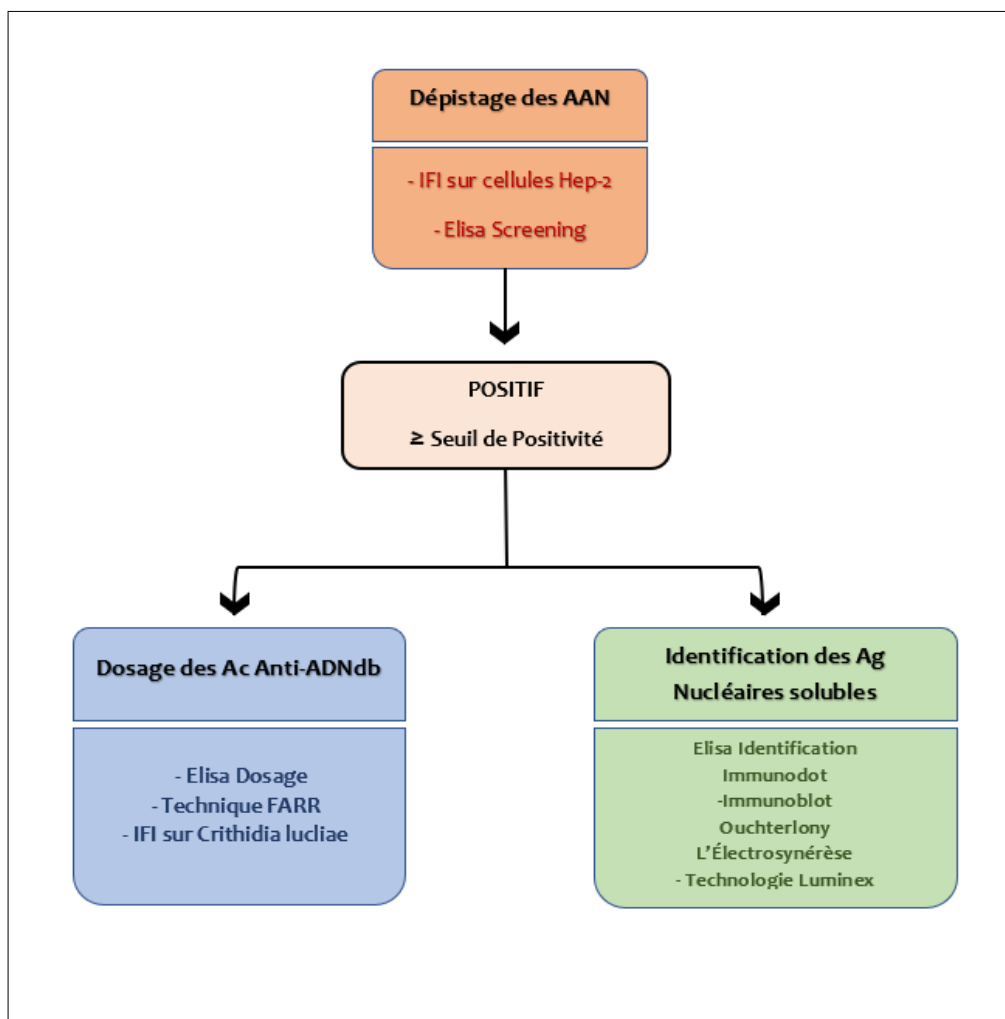 Dépistage des AAN
- IFI sur cellules Hep-2
- Elisa Screening
POSITIF
≥ Seuil de Positivité
Dosage des Ac Anti-ADNdb
- Elisa Dosage
- Technique FARR
- IFI sur Crithidia lucliae
Identification des Ag
Nucléaires solubles
Elisa Identification
Immunodot
-Immunoblot
Ouchterlony
L'Électrosynérèse
- Technologie Luminex